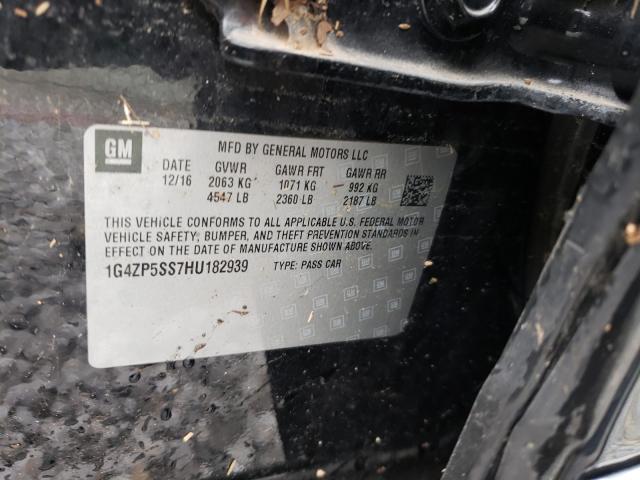 GM
MFD BY GENERAL MOTORS LLC
DATE GVWR GAWR FRT GAWR RR
12/16 2063 KG 1071 KG 992 KG
4547 LB 2360 LB 2187 LB
THIS VEHICLE CONFORMS TO ALL APPLICABLE U.S. FEDERAL MOTOR
VEHICLE SAFETY, BUMPER, AND THEFT PREVENTION STANDARDS IN
EFFECT ON THE DATE OF MANUFACTURE SHOWN ABOVE.
1G4ZP5SS7HU182939 TYPE: PASS CAR